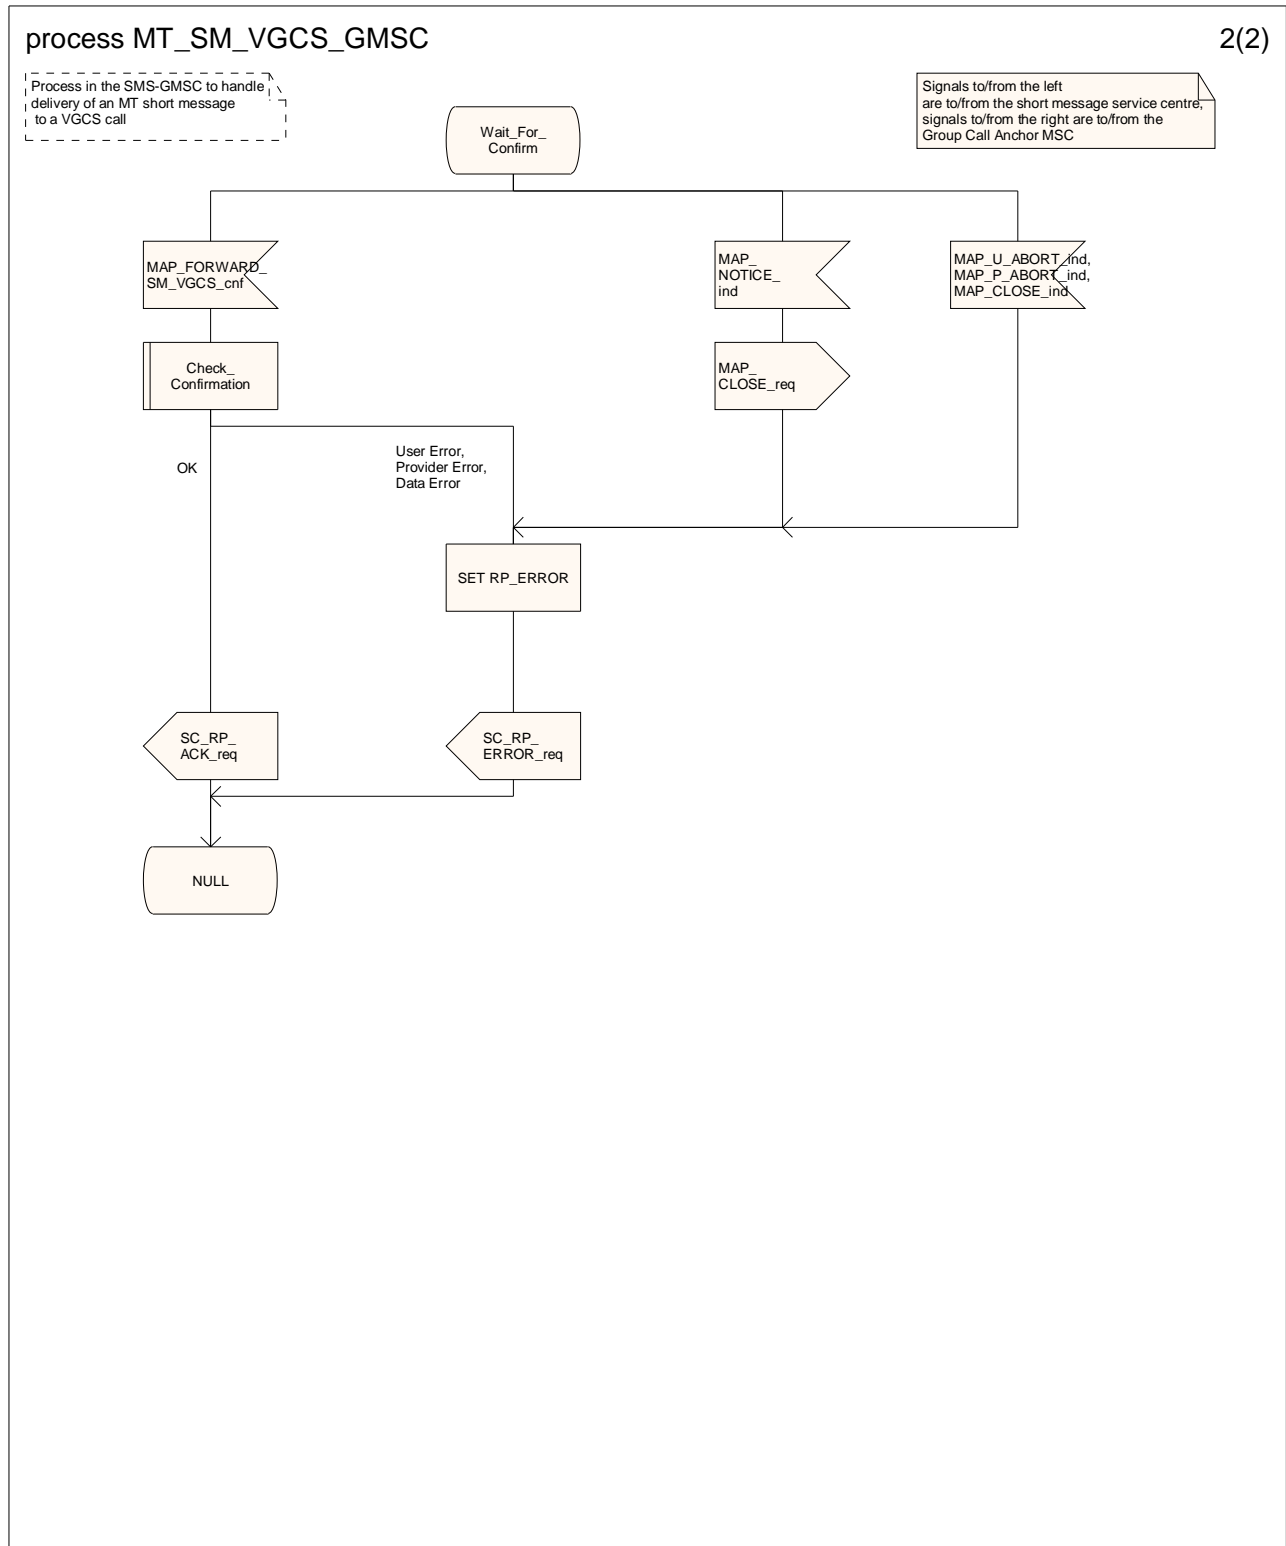 process MT_SM_VGCS_GMSC
2(2)
Process in the SMS-GMSC to handle
delivery of an MT short message
to a VGCS call
Signals to/from the left
are to/from the short message service centre,
signals to/from the right are to/from the
Group Call Anchor MSC
Wait_For_
Confirm
MAP_FORWARD_
SM_VGCS_cnf
MAP_
NOTICE_
ind
MAP_U_ABORT_ind,
MAP_P_ABORT_ind,
MAP_CLOSE_ind
Check_
Confirmation
MAP_
CLOSE_req
OK
User Error,
Provider Error,
Data Error
SET RP_ERROR
SC_RP_
ACK_req
SC_RP_
ERROR_req
NULL